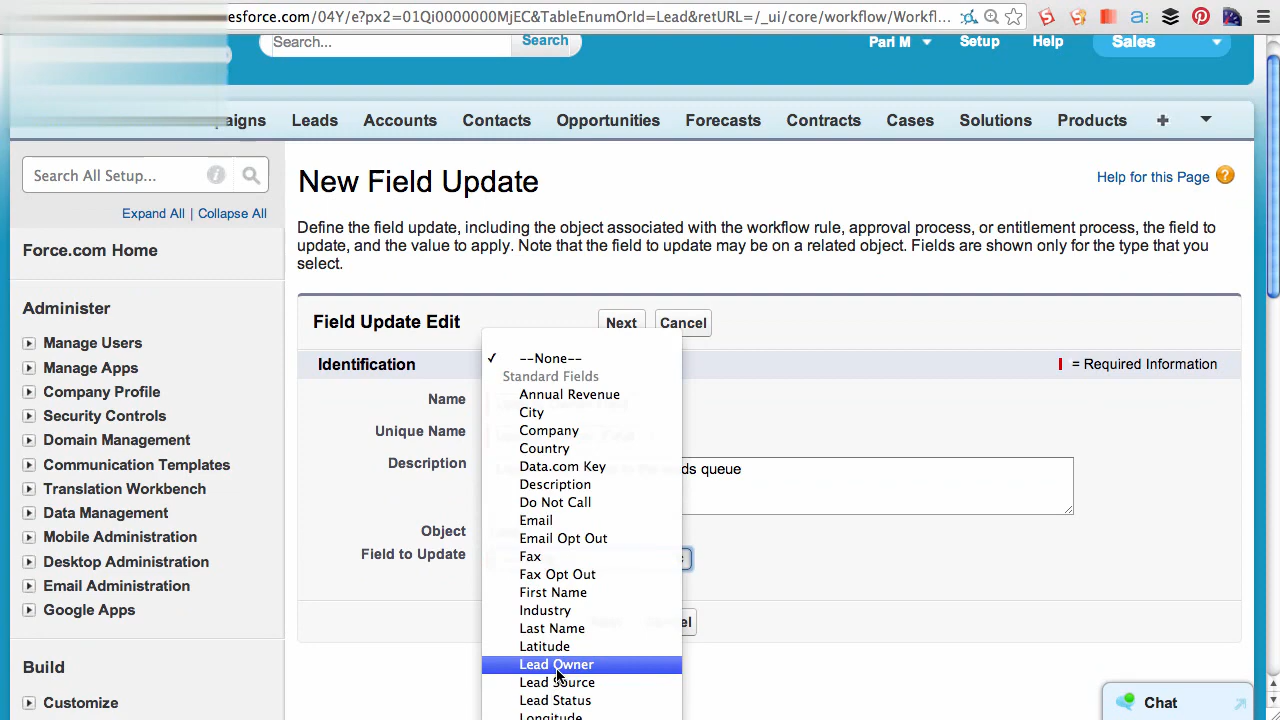 esforce.com/04Y/e?px2=01Qi0000000MjEC&TableEnumOrId=Lead&retURL=/_ui/core/workflow/Workfl...
Search...
Search
Pari M
Setup
Help
Sales
aigns
Leads
Accounts
Contacts
Opportunities
Forecasts
Contracts
Cases
Solutions
Products
+
Search All Setup...
Expand All | Collapse All
Force.com Home
Administer
Manage Users
Manage Apps
Company Profile
Security Controls
Domain Management
Communication Templates
Translation Workbench
Data Management
Mobile Administration
Desktop Administration
Email Administration
Google Apps
Build
Customize
New Field Update
Help for this Page
Define the field update, including the object associated with the workflow rule, approval process, or entitlement process, the field to
update, and the value to apply. Note that the field to update may be on a related object. Fields are shown only for the type that you
select.
Field Update Edit
Next
Cancel
Identification
= Required Information
Name
Unique Name
Description
ds queue
Object
Field to Update
--None--
Standard Fields
Annual Revenue
City
Company
Country
Data.com Key
Description
Do Not Call
Email
Email Opt Out
Fax
Fax Opt Out
First Name
Industry
Last Name
Latitude
Lead Owner
Lead Source
Lead Status
Longitude
el
Chat